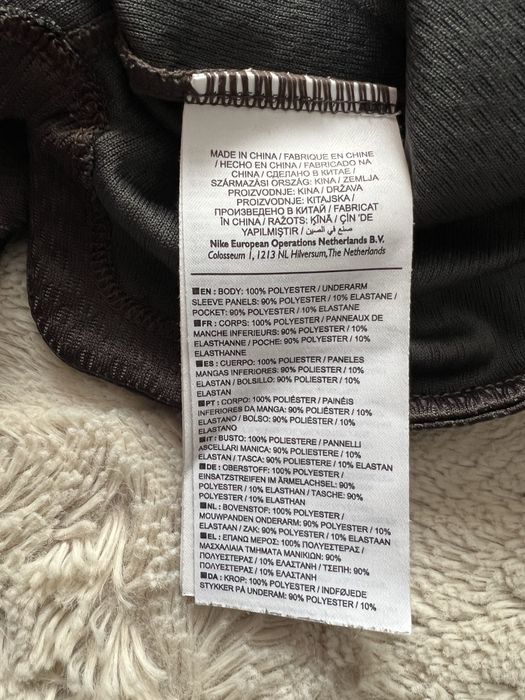 MADE IN CHINA / FABRIQUE EN CHINE
/ HECHO EN CHINA / FABRICADO NA
CHINA / СДЕЛАНО В КИТАЕ /
SZÁRMAZÁSI ORSZÁG: KÍNA / ZEMLJA
PROIZVODNJE: KINA / DRŽAVA
PROIZVODNJE: KITAJSKA /
ПРОИЗВЕДЕНО В КИТАЙ / FABRICAT
ÎN CHINA / RAŽOTS: ĶĪNĀ / ÇİN 'DE
YAPILMIŞTIR / صنع في الصين
Nike European Operations Netherlands B.V.
Colosseum 1, 1213 NL Hilversum, The Netherlands
EN : BODY: 100% POLYESTER / UNDERARM
SLEEVE PANELS: 90% POLYESTER / 10% ELASTANE /
POCKET: 90% POLYESTER / 10% ELASTANE
FR : CORPS: 100% POLYESTER / PANNEAUX DE
MANCHE INFERIEURS: 90% POLYESTER / 10%
ELASTHANNE / POCHE: 90% POLYESTER / 10%
ELASTHANNE
ES : CUERPO: 100% POLIESTER / PANELES
MANGAS INFERIORES: 90% POLIESTER / 10%
ELASTAN / BOLSILLO: 90% POLIESTER / 10%
ELASTAN
PT : CORPO: 100% POLIÉSTER / PAINÉIS
INFERIORES DA MANGA: 90% POLIÉSTER / 10%
ELASTANO / BOLSO: 90% POLIÉSTER / 10%
ELASTANO
IT : BUSTO: 100% POLIESTERE / PANNELLI
ASCELLARI MANICA: 90% POLIESTERE / 10%
ELASTAN / TASCA: 90% POLIESTERE / 10% ELASTAN
DE : OBERSTOFF: 100% POLYESTER /
EINSATZSTREIFEN IM ÄRMELACHSEL: 90%
POLYESTER / 10% ELASTHAN / TASCHE: 90%
POLYESTER / 10% ELASTHAN
NL : BOVENSTOF: 100% POLYESTER /
MOUWPANDEN ONDERARM: 90% POLYESTER / 10%
ELASTAAN / ZAK: 90% POLYESTER / 10% ELASTAAN
EL : ΕΠΑΝΩ ΜΕΡΟΣ: 100% ΠΟΛΥΕΣΤΕΡΑΣ /
ΜΑΣΧΑΛΙΑΙΑ ΤΜΗΜΑΤΑ ΜΑΝΙΚΙΩΝ: 90%
ΠΟΛΥΕΣΤΕΡΑΣ / 10% ΕΛΑΣΤΑΝΗ / ΤΣΕΠΗ: 90%
ΠΟΛΥΕΣΤΕΡΑΣ / 10% ΕΛΑΣΤΑΝΗ
DA : KROP: 100% POLYESTER / INDFØJEDE
STYKKER PÅ UNDERARM: 90% POLYESTER / 10%